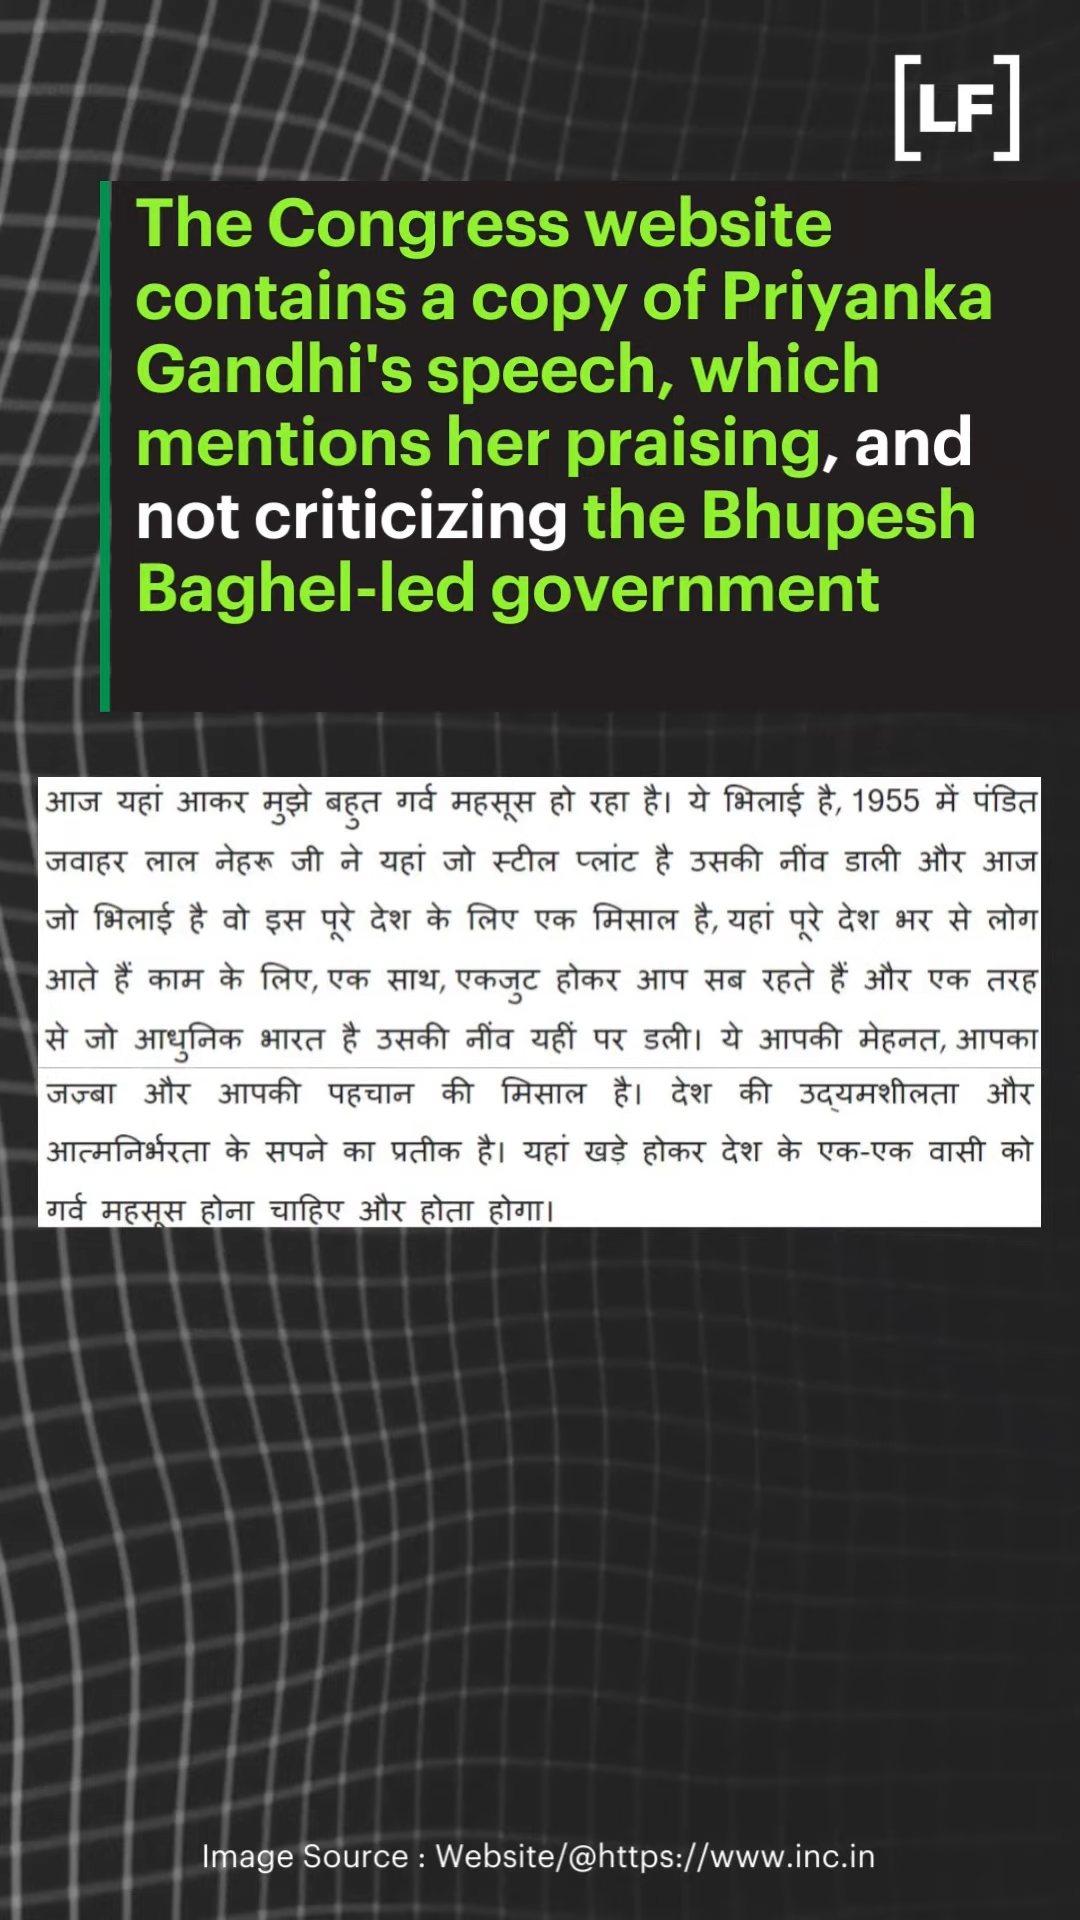 [LF]
The Congress website
contains a copy of Priyanka
Gandhi's speech, which
mentions her praising, and
not criticizing the Bhupesh
Baghel-led government
आज यहां आकर मुझे बहुत गर्व महसूस हो रहा है। ये भिलाई है, 1955 में पंडित
जवाहर लाल नेहरू जी ने यहां जो स्टील प्लांट है उसकी नींव डाली और आज
जो भिलाई है वो इस पूरे देश के लिए एक मिसाल है, यहां पूरे देश भर से लोग
आते हैं काम के लिए, एक साथ, एकजुट होकर आप सब रहते हैं और एक तरह
से जो आधुनिक भारत है उसकी नींव यहीं पर डली। ये आपकी मेहनत, आपका
जज़्बा और आपकी पहचान की मिसाल है। देश की उद्यमशीलता और
आत्मनिर्भरता के सपने का प्रतीक है। यहां खड़े होकर देश के एक-एक वासी को
गर्व महसूस होना चाहिए और होता होगा।
Image Source : Website/@https://www.inc.in